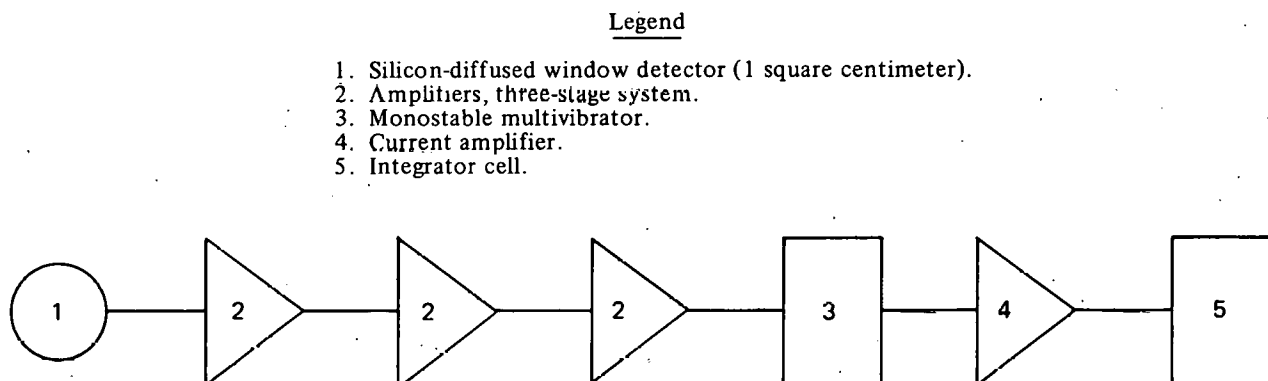 Legend
1. Silicon-diffused window detector (1 square centimeter).
2. Amplifiers, three-stage system.
3. Monostable multivibrator.
4. Current amplifier.
5. Integrator cell.
1 2 2 2 3 4 5